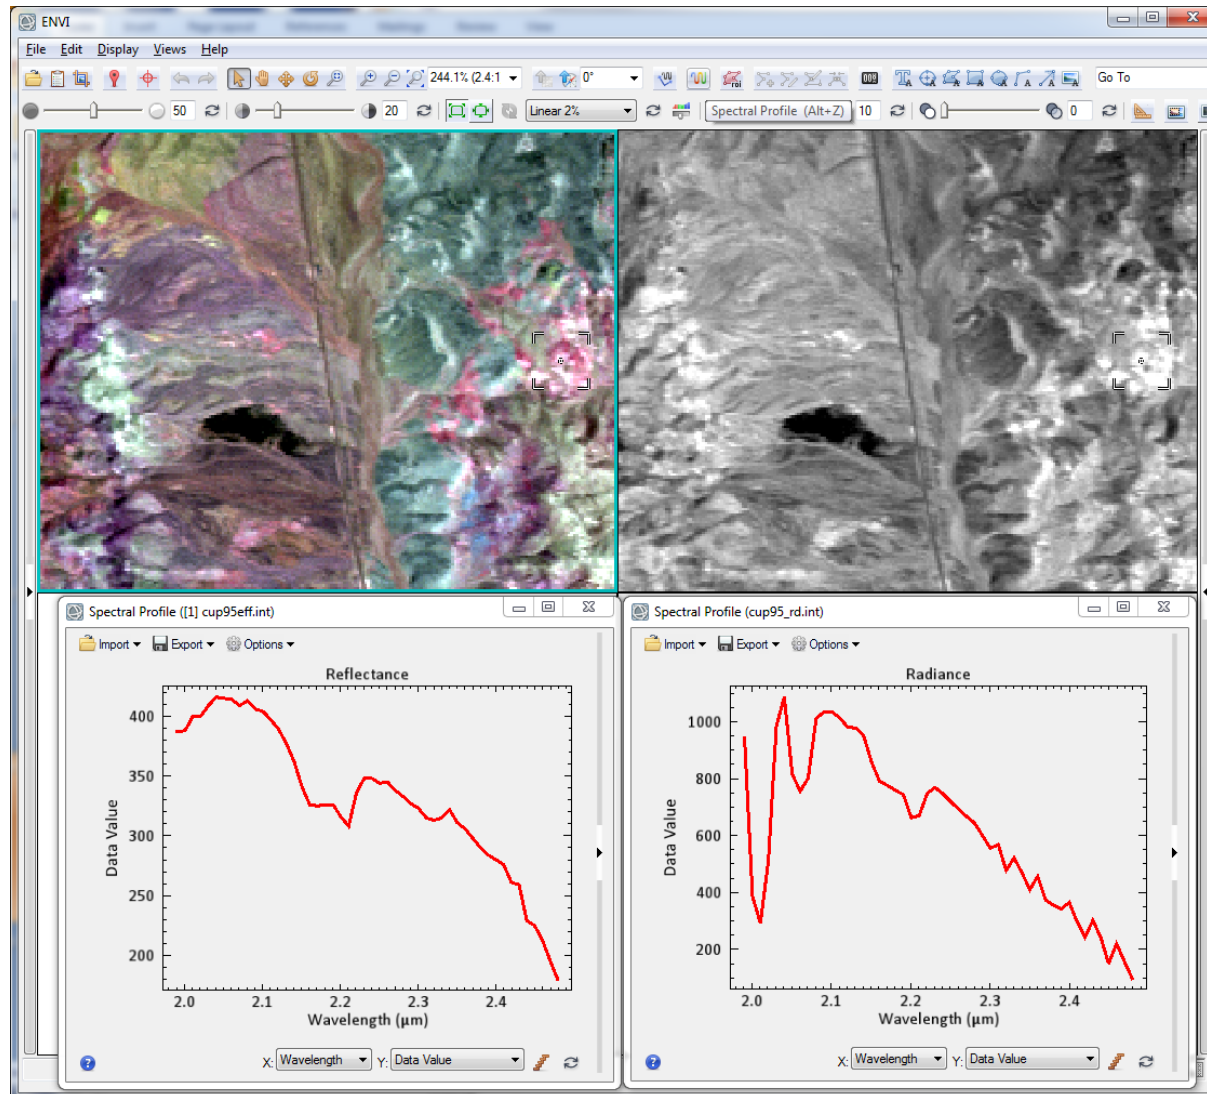 ENVI
File Edit Display Views Help
244.1% (2.4:1 0° Go To
50 20 Linear 2% Spectral Profile (Alt+Z) 10 0
Spectral Profile ([1] cup95eff.int)
Import Export Options
Reflectance
400
350
300
250
200
Data Value
2.0 2.1 2.2 2.3 2.4
Wavelength (μm)
X: Wavelength Y: Data Value
Spectral Profile (cup95_rd.int)
Import Export Options
Radiance
1000
800
600
400
200
Data Value
2.0 2.1 2.2 2.3 2.4
Wavelength (μm)
X: Wavelength Y: Data Value